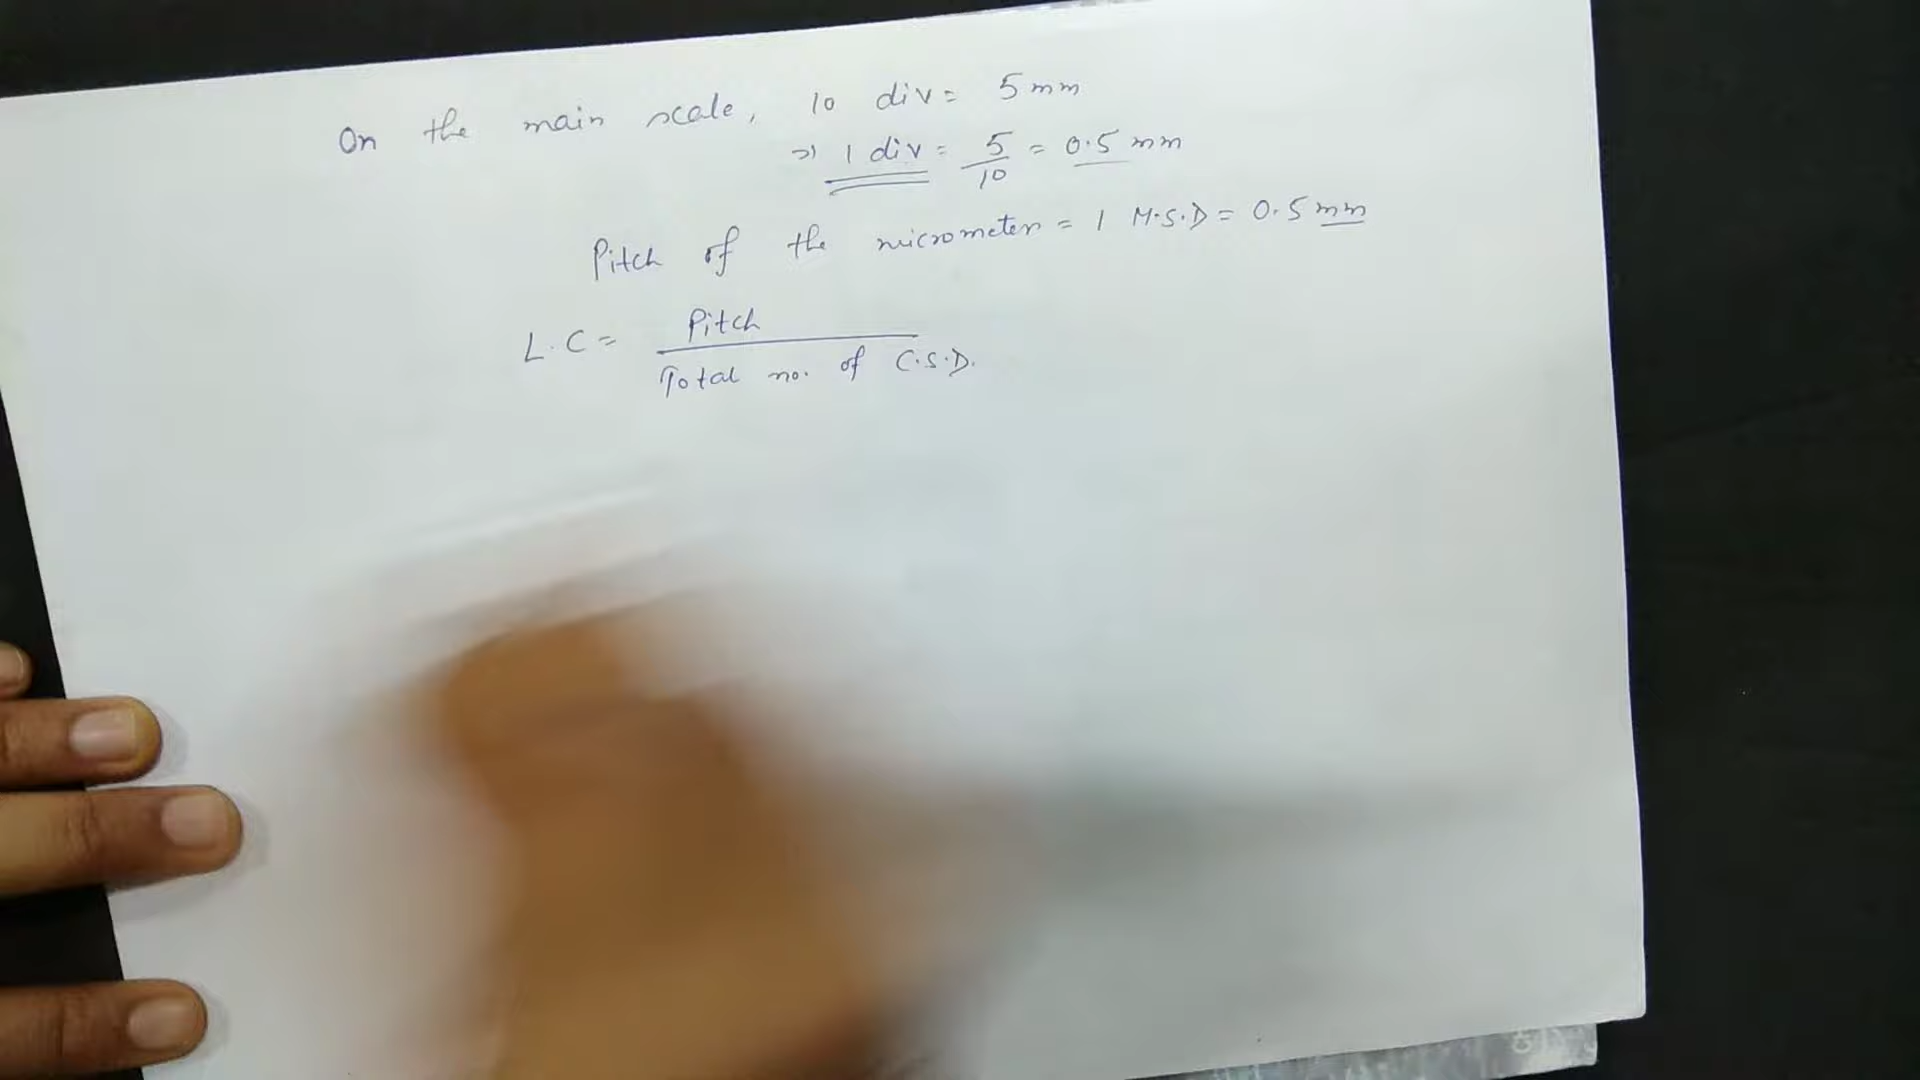 On the main scale, 10 div = 5 mm
⇒ 1 div = 5/10 = 0.5 mm
Pitch of the micrometer = 1 M.S.D = 0.5 mm
L.C = Pitch / Total no. of C.S.D.